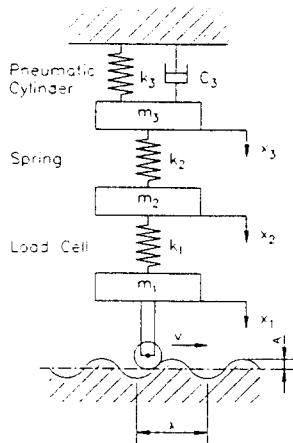 Pneumatic
Cylinder
k3
C3
m3
x3
Spring
k2
m2
x2
Load Cell
k1
m1
x1
v
A
λ